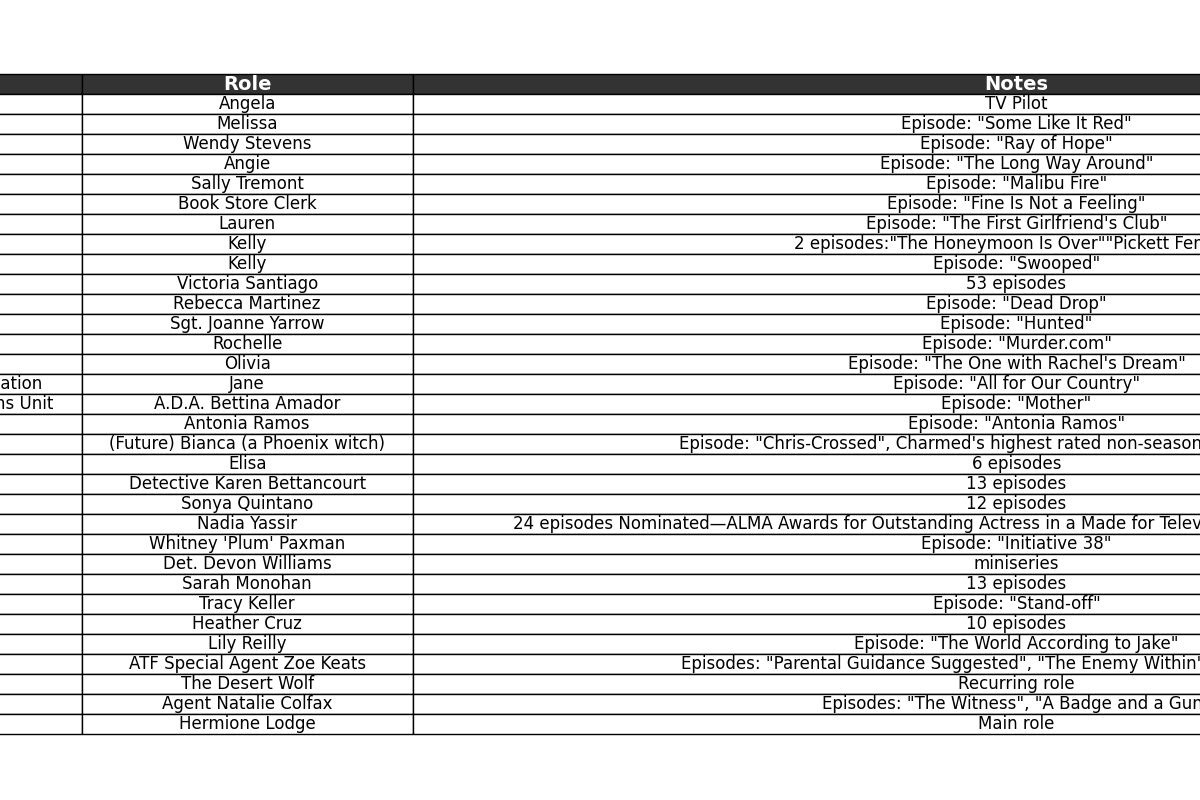 Role Notes
Angela TV Pilot
Melissa Episode: "Some Like It Red"
Wendy Stevens Episode: "Ray of Hope"
Angie Episode: "The Long Way Around"
Sally Tremont Episode: "Malibu Fire"
Book Store Clerk Episode: "Fine Is Not a Feeling"
Lauren Episode: "The First Girlfriend's Club"
Kelly 2 episodes:"The Honeymoon Is Over""Pickett Fer
Kelly Episode: "Swooped"
Victoria Santiago 53 episodes
Rebecca Martinez Episode: "Dead Drop"
Sgt. Joanne Yarrow Episode: "Hunted"
Rochelle Episode: "Murder.com"
Olivia Episode: "The One with Rachel's Dream"
ation Jane Episode: "All for Our Country"
ns Unit A.D.A. Bettina Amador Episode: "Mother"
Antonia Ramos Episode: "Antonia Ramos"
(Future) Bianca (a Phoenix witch) Episode: "Chris-Crossed", Charmed's highest rated non-season
Elisa 6 episodes
Detective Karen Bettancourt 13 episodes
Sonya Quintano 12 episodes
Nadia Yassir 24 episodes Nominated—ALMA Awards for Outstanding Actress in a Made for Telev
Whitney 'Plum' Paxman Episode: "Initiative 38"
Det. Devon Williams miniseries
Sarah Monohan 13 episodes
Tracy Keller Episode: "Stand-off"
Heather Cruz 10 episodes
Lily Reilly Episode: "The World According to Jake"
ATF Special Agent Zoe Keats Episodes: "Parental Guidance Suggested", "The Enemy Within"
The Desert Wolf Recurring role
Agent Natalie Colfax Episodes: "The Witness", "A Badge and a Gun
Hermione Lodge Main role